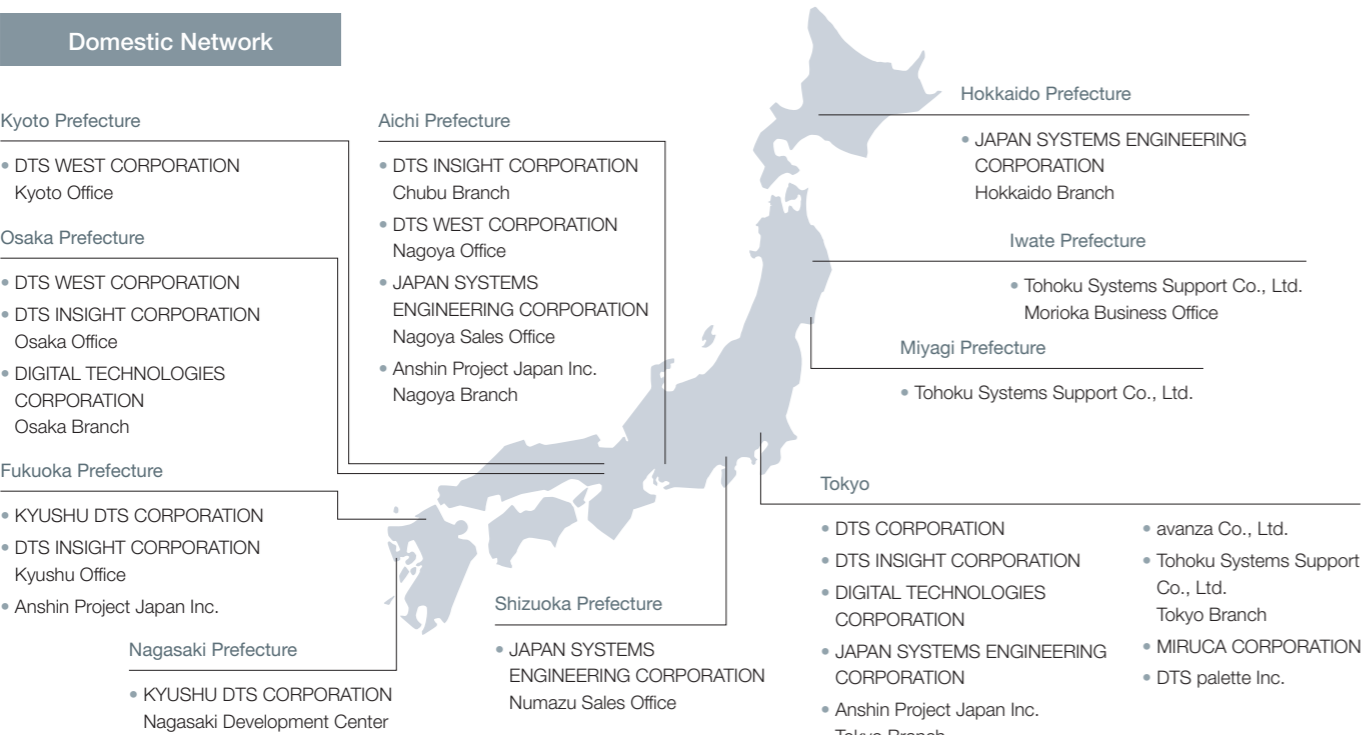 Domestic Network
Kyoto Prefecture
• DTS WEST CORPORATION
Kyoto Office
Osaka Prefecture
• DTS WEST CORPORATION
• DTS INSIGHT CORPORATION
Osaka Office
• DIGITAL TECHNOLOGIES
CORPORATION
Osaka Branch
Fukuoka Prefecture
• KYUSHU DTS CORPORATION
• DTS INSIGHT CORPORATION
Kyushu Office
• Anshin Project Japan Inc.
Nagasaki Prefecture
• KYUSHU DTS CORPORATION
Nagasaki Development Center
Aichi Prefecture
• DTS INSIGHT CORPORATION
Chubu Branch
• DTS WEST CORPORATION
Nagoya Office
• JAPAN SYSTEMS
ENGINEERING CORPORATION
Nagoya Sales Office
• Anshin Project Japan Inc.
Nagoya Branch
Shizuoka Prefecture
• JAPAN SYSTEMS
ENGINEERING CORPORATION
Numazu Sales Office
Hokkaido Prefecture
• JAPAN SYSTEMS ENGINEERING
CORPORATION
Hokkaido Branch
Iwate Prefecture
• Tohoku Systems Support Co., Ltd.
Morioka Business Office
Miyagi Prefecture
• Tohoku Systems Support Co., Ltd.
Tokyo
• DTS CORPORATION
• DTS INSIGHT CORPORATION
• DIGITAL TECHNOLOGIES
CORPORATION
• JAPAN SYSTEMS ENGINEERING
CORPORATION
• Anshin Project Japan Inc.
Tokyo Branch
• avanza Co., Ltd.
• Tohoku Systems Support
Co., Ltd.
Tokyo Branch
• MIRUCA CORPORATION
• DTS palette Inc.